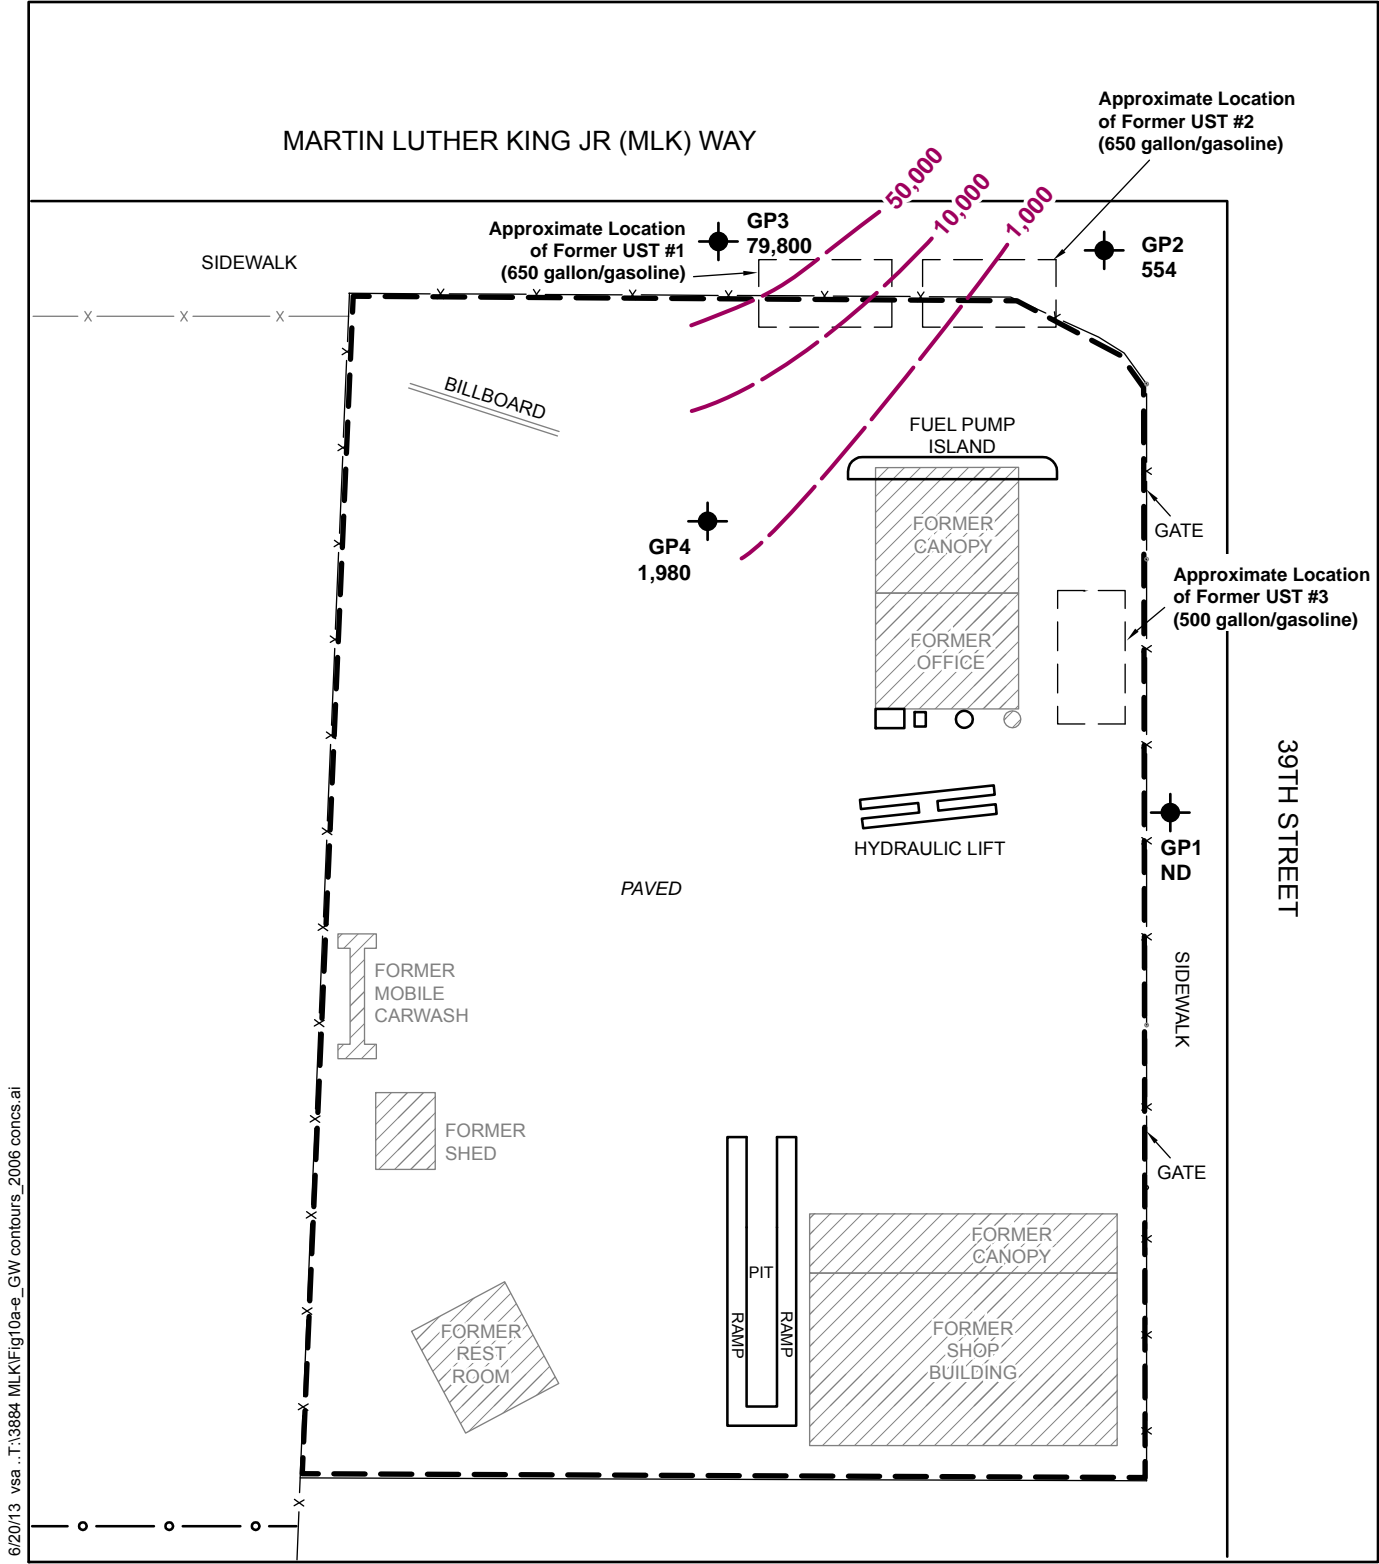 Approximate Location
of Former UST #2
(650 gallon/gasoline)
MARTIN LUTHER KING JR (MLK) WAY
50,000
10,000
1,000
Approximate Location
of Former UST #1
(650 gallon/gasoline)
GP3
79,800
GP2
554
SIDEWALK
X X X
BILLBOARD
FUEL PUMP
ISLAND
FORMER
CANOPY
GATE
GP4
1,980
Approximate Location
of Former UST #3
(500 gallon/gasoline)
FORMER
OFFICE
39TH STREET
HYDRAULIC LIFT
GP1
ND
PAVED
SIDEWALK
FORMER
MOBILE
CARWASH
FORMER
SHED
GATE
FORMER
CANOPY
PIT
RAMP
RAMP
FORMER
SHOP
BUILDING
FORMER
REST
ROOM
6/20/13 vsa ..T:\3884 MLK\Fig10a-e_GW contours_2006 concs.ai